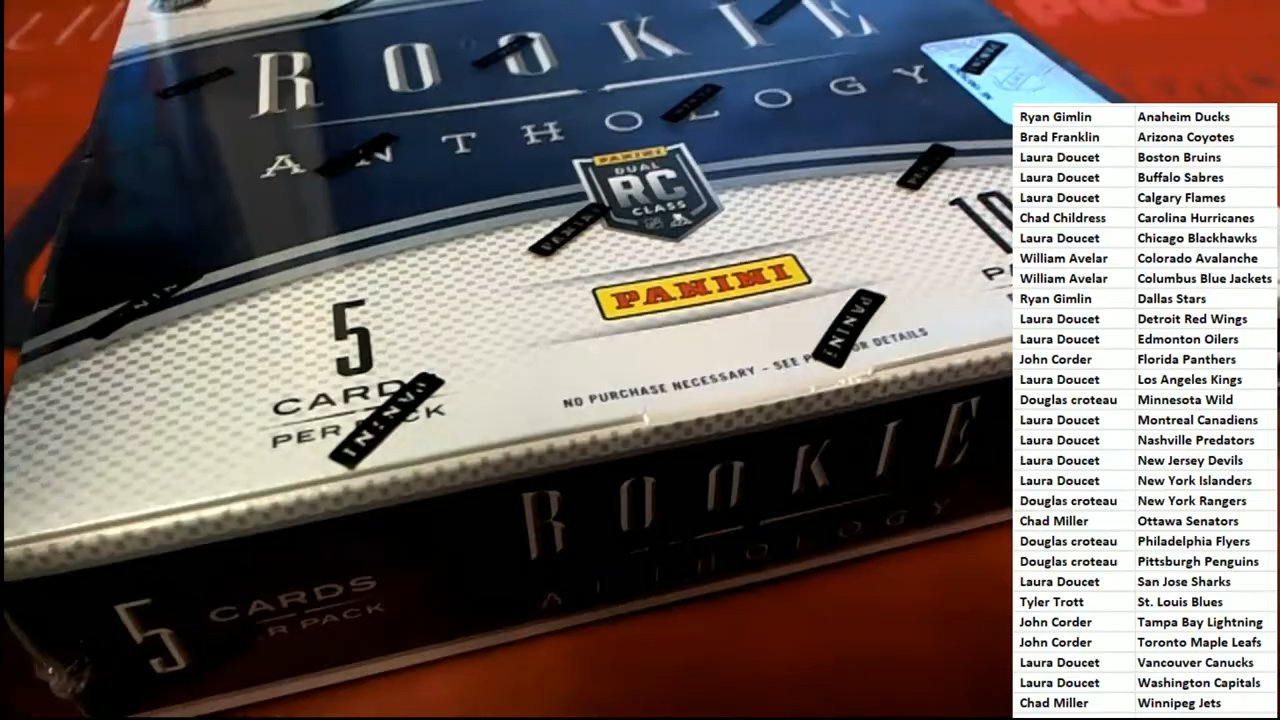 ROOKIE
ANTHOLOGY
PANINI
DUAL
RC
CLASS
PANINI
PANINI
5
CARDS
PER PACK
10
NO PURCHASE NECESSARY - SEE FOR DETAILS
PANINI
PANINI
ROOKIE
ANTHOLOGY
5
CARDS
PER PACK
Ryan Gimlin Anaheim Ducks
Brad Franklin Arizona Coyotes
Laura Doucet Boston Bruins
Laura Doucet Buffalo Sabres
Laura Doucet Calgary Flames
Chad Childress Carolina Hurricanes
Laura Doucet Chicago Blackhawks
William Avelar Colorado Avalanche
William Avelar Columbus Blue Jackets
Ryan Gimlin Dallas Stars
Laura Doucet Detroit Red Wings
Laura Doucet Edmonton Oilers
John Corder Florida Panthers
Laura Doucet Los Angeles Kings
Douglas croteau Minnesota Wild
Laura Doucet Montreal Canadiens
Laura Doucet Nashville Predators
Laura Doucet New Jersey Devils
Laura Doucet New York Islanders
Douglas croteau New York Rangers
Chad Miller Ottawa Senators
Douglas croteau Philadelphia Flyers
Douglas croteau Pittsburgh Penguins
Laura Doucet San Jose Sharks
Tyler Trott St. Louis Blues
John Corder Tampa Bay Lightning
John Corder Toronto Maple Leafs
Laura Doucet Vancouver Canucks
Laura Doucet Washington Capitals
Chad Miller Winnipeg Jets